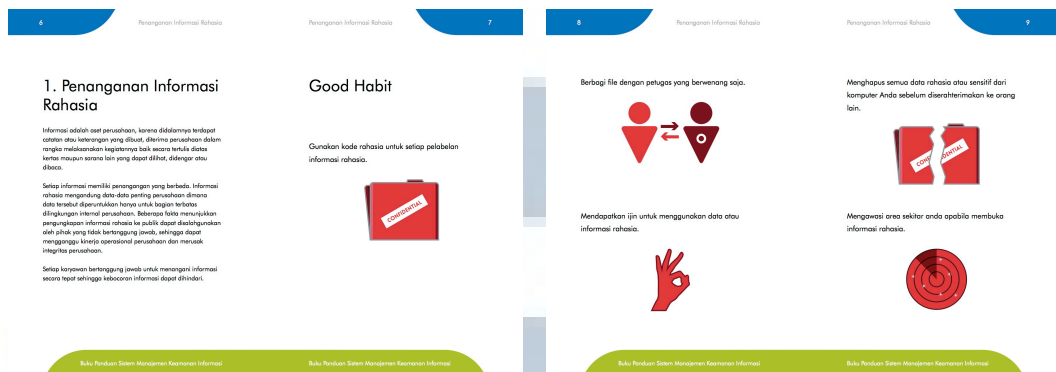 6
Penanganan Informasi Rahasia
1. Penanganan Informasi
Rahasia
Informasi adalah aset perusahaan, karena didalamnya terdapat
catatan atau keterangan yang dibuat, diterima perusahaan dalam
rangka melaksanakan kegiatannya baik secara tertulis diatas
kertas maupun sarana lain yang dapat dilihat, didengar atau
dibaca.
Setiap informasi memiliki penanganan yang berbeda. Informasi
rahasia mengandung data-data penting perusahaan dimana
data tersebut diperuntukkan hanya untuk bagian terbatas
dilingkungan internal perusahaan. Beberapa fakta menunjukkan
pengungkapan informasi rahasia ke publik dapat disalahgunakan
oleh pihak yang tidak bertanggung jawab, sehingga dapat
mengganggu kinerja operasional perusahaan dan merusak
integritas perusahaan.
Setiap karyawan bertanggung jawab untuk menangani informasi
secara tepat sehingga kebocoran informasi dapat dihindari.
Buku Panduan Sistem Manajemen Keamanan Informasi
Penanganan Informasi Rahasia
7
Good Habit
Gunakan kode rahasia untuk setiap pelabelan
informasi rahasia.
CONFIDENTIAL
Buku Panduan Sistem Manajemen Keamanan Informasi
8
Penanganan Informasi Rahasia
Berbagi file dengan petugas yang berwenang saja.
Mendapatkan ijin untuk menggunakan data atau
informasi rahasia.
Buku Panduan Sistem Manajemen Keamanan Informasi
Penanganan Informasi Rahasia
9
Menghapus semua data rahasia atau sensitif dari
komputer Anda sebelum diserahterimakan ke orang
lain.
CONFIDENTIAL
Mengawasi area sekitar anda apabila membuka
informasi rahasia.
Buku Panduan Sistem Manajemen Keamanan Informasi